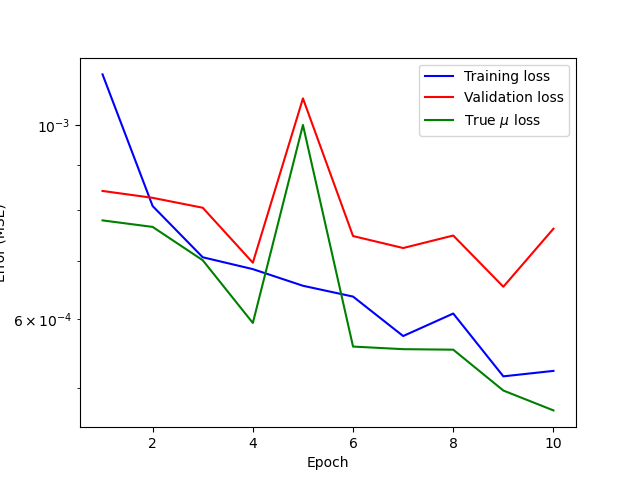 Training loss
Validation loss
True μ loss
10⁻³
6 × 10⁻⁴
Error (MSE)
2 4 6 8 10
Epoch